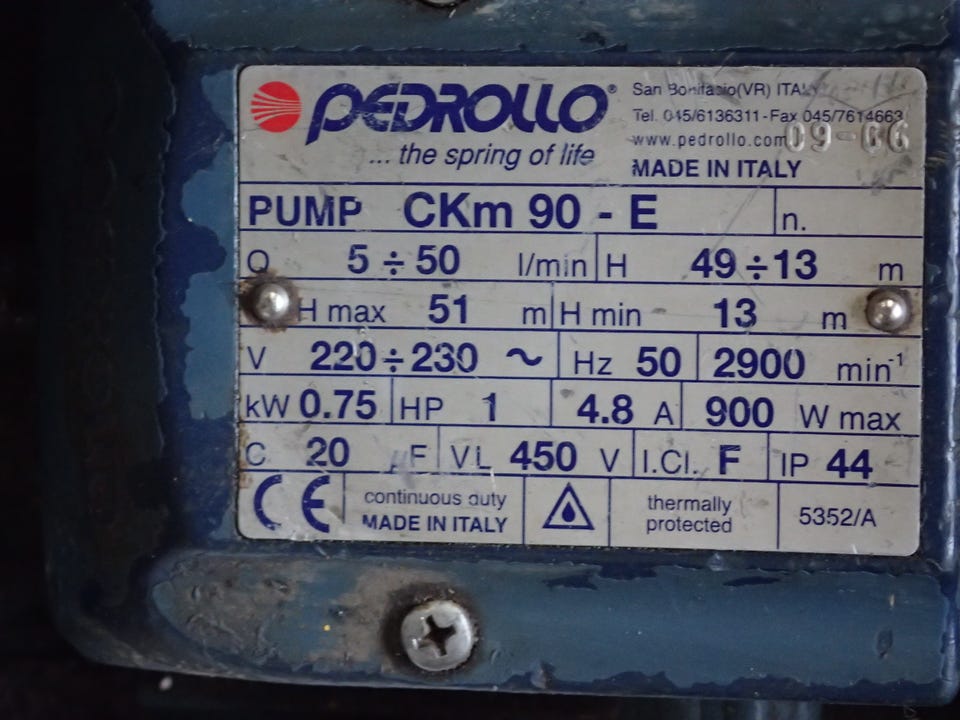 PEDROLLO®
... the spring of life
San Bonifacio(VR) ITALY
Tel. 045/6136311 - Fax 045/7614663
www.pedrollo.com
MADE IN ITALY
PUMP CKm 90 - E n.
Q 5 ÷ 50 l/min H 49 ÷ 13 m
H max 51 m H min 13 m
V 220 ÷ 230 ~ Hz 50 2900 min-1
kW 0.75 HP 1 4.8 A 900 W max
C 20 µF VL 450 V I.Cl. F IP 44
CE
continuous duty
MADE IN ITALY
thermally
protected
5352/A